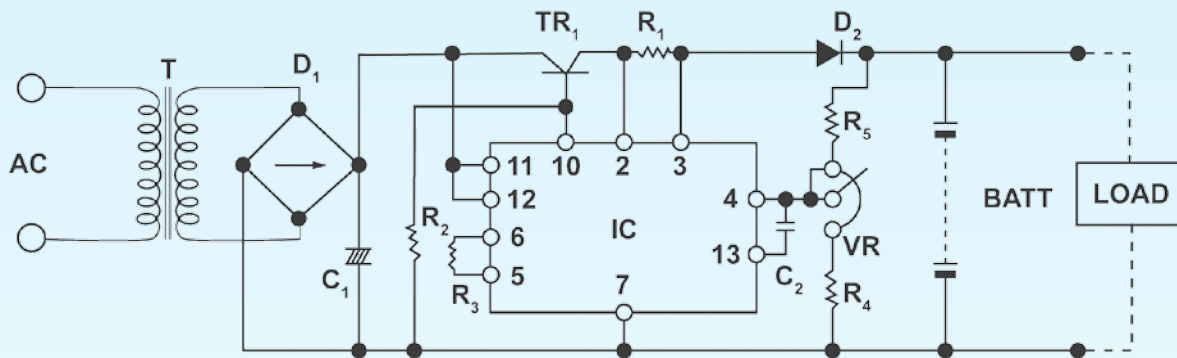 TR1 R1 D2
T D1
AC
R5
11 10 2 3
12 4
R2 IC BATT LOAD
6
13 VR
C1 R3 5 7 C2 R4